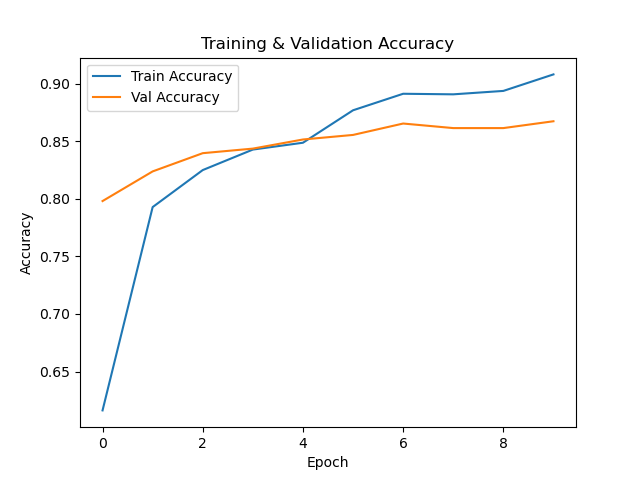 Training & Validation Accuracy
Train Accuracy
Val Accuracy
0.90
0.85
0.80
0.75
0.70
0.65
Accuracy
0 2 4 6 8
Epoch